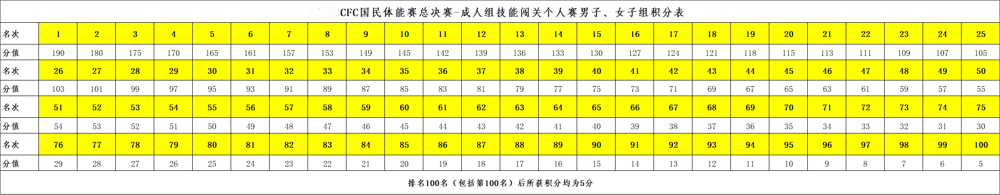 CFC国民体能赛总决赛-成人组技能闯关个人赛男子、女子组积分表
名次 1 2 3 4 5 6 7 8 9 10 11 12 13 14 15 16 17 18 19 20 21 22 23 24 25
分值 190 180 175 170 165 161 157 153 149 145 142 139 136 133 130 127 124 121 118 115 113 111 109 107 105
名次 26 27 28 29 30 31 32 33 34 35 36 37 38 39 40 41 42 43 44 45 46 47 48 49 50
分值 103 101 99 97 95 93 91 89 87 85 83 81 79 77 75 73 71 69 67 65 63 61 59 57 55
名次 51 52 53 54 55 56 57 58 59 60 61 62 63 64 65 66 67 68 69 70 71 72 73 74 75
分值 54 53 52 51 50 49 48 47 46 45 44 43 42 41 40 39 38 37 36 35 34 33 32 31 30
名次 76 77 78 79 80 81 82 83 84 85 86 87 88 89 90 91 92 93 94 95 96 97 98 99 100
分值 29 28 27 26 25 24 23 22 21 20 19 18 17 16 15 14 13 12 11 10 9 8 7 6 5
排名100名（包括第100名）后所获积分均为5分